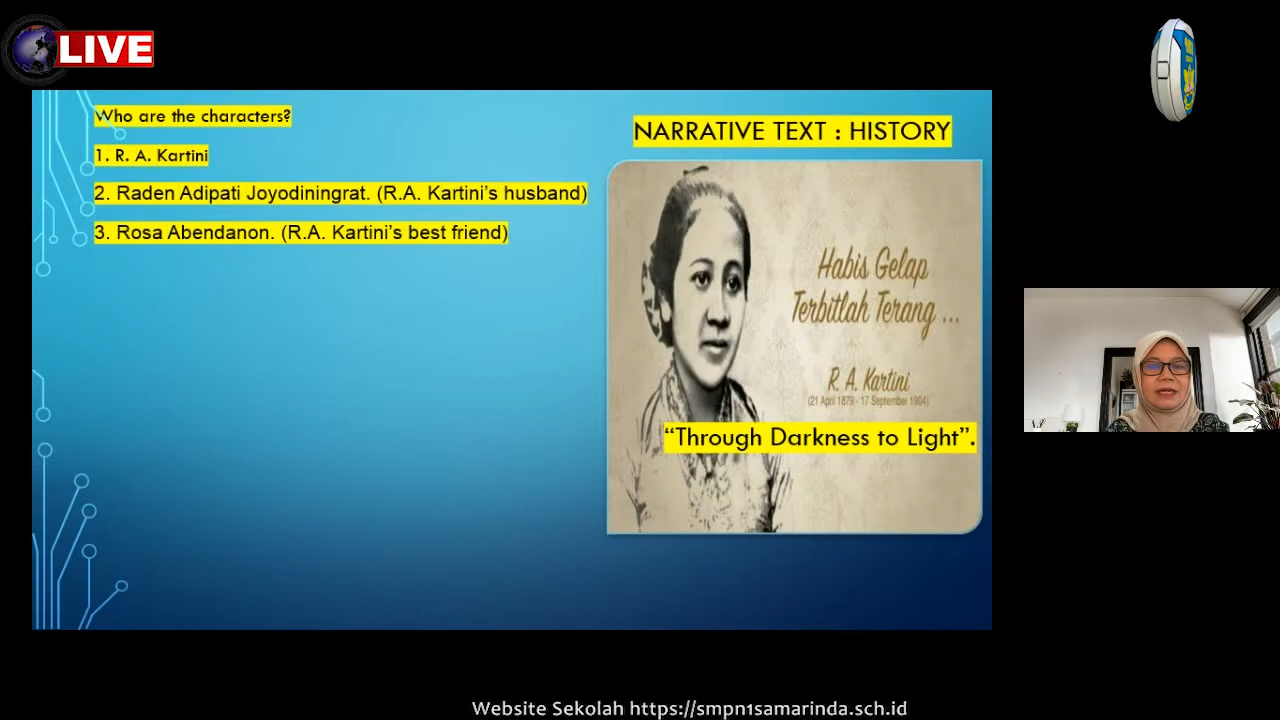 LIVE
Who are the characters?
1. R. A. Kartini
2. Raden Adipati Joyodiningrat. (R.A. Kartini's husband)
3. Rosa Abendanon. (R.A. Kartini's best friend)
NARRATIVE TEXT : HISTORY
Habis Gelap
Terbitlah Terang ...
R. A. Kartini
(21 April 1879 - 17 September 1904)
“Through Darkness to Light”.
Website Sekolah https://smpn1samarinda.sch.id